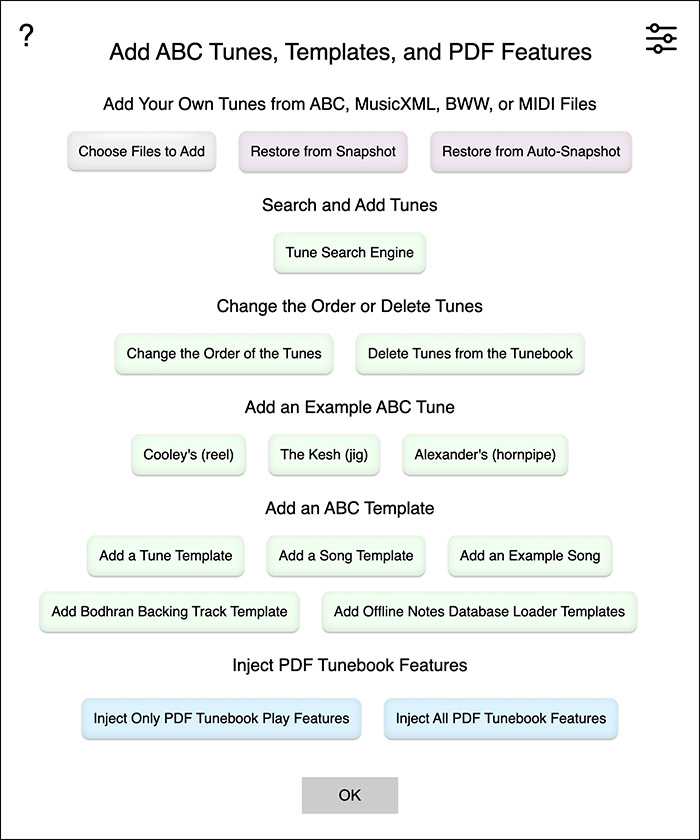 ?
Add ABC Tunes, Templates, and PDF Features
Add Your Own Tunes from ABC, MusicXML, BWW, or MIDI Files
Choose Files to Add Restore from Snapshot Restore from Auto-Snapshot
Search and Add Tunes
Tune Search Engine
Change the Order or Delete Tunes
Change the Order of the Tunes Delete Tunes from the Tunebook
Add an Example ABC Tune
Cooley's (reel) The Kesh (jig) Alexander's (hornpipe)
Add an ABC Template
Add a Tune Template Add a Song Template Add an Example Song
Add Bodhran Backing Track Template Add Offline Notes Database Loader Templates
Inject PDF Tunebook Features
Inject Only PDF Tunebook Play Features Inject All PDF Tunebook Features
OK